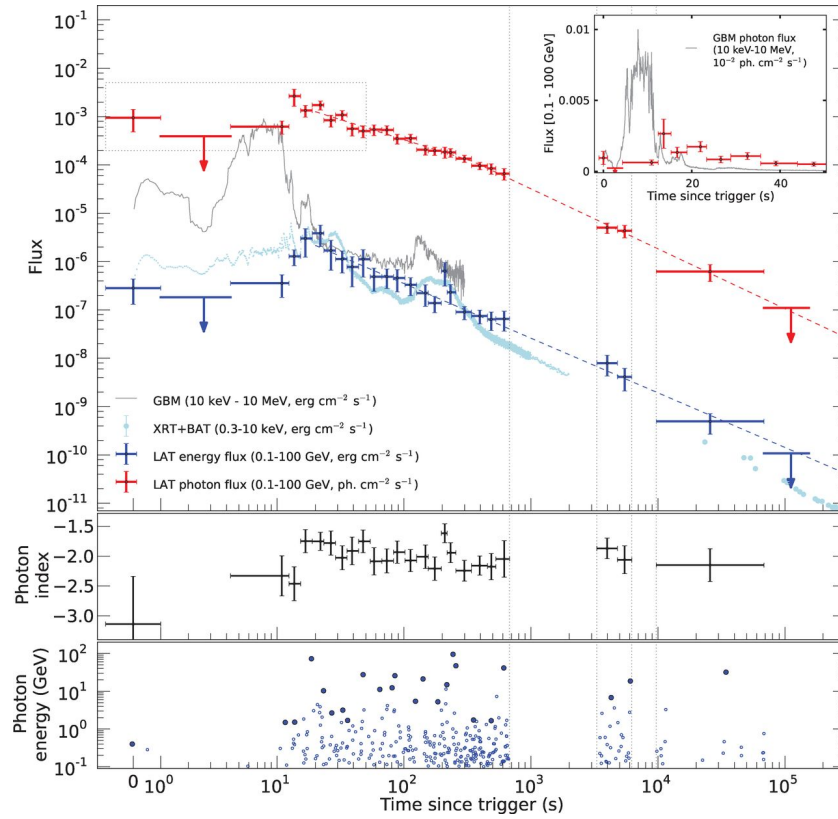 10⁻¹
10⁻²
10⁻³
10⁻⁴
10⁻⁵
10⁻⁶
10⁻⁷
10⁻⁸
10⁻⁹
10⁻¹⁰
10⁻¹¹
Flux
GBM (10 keV - 10 MeV, erg cm⁻² s⁻¹)
XRT+BAT (0.3-10 keV, erg cm⁻² s⁻¹)
LAT energy flux (0.1-100 GeV, erg cm⁻² s⁻¹)
LAT photon flux (0.1-100 GeV, ph. cm⁻² s⁻¹)
Flux [0.1 - 100 GeV]
0.01
0.005
0
GBM photon flux
(10 keV-10 MeV,
10⁻² ph. cm⁻² s⁻¹)
0 20 40
Time since trigger (s)
Photon
index
−1.5
−2.0
−2.5
−3.0
Photon
energy (GeV)
10²
10¹
10⁰
10⁻¹
0 10⁰ 10¹ 10² 10³ 10⁴ 10⁵
Time since trigger (s)